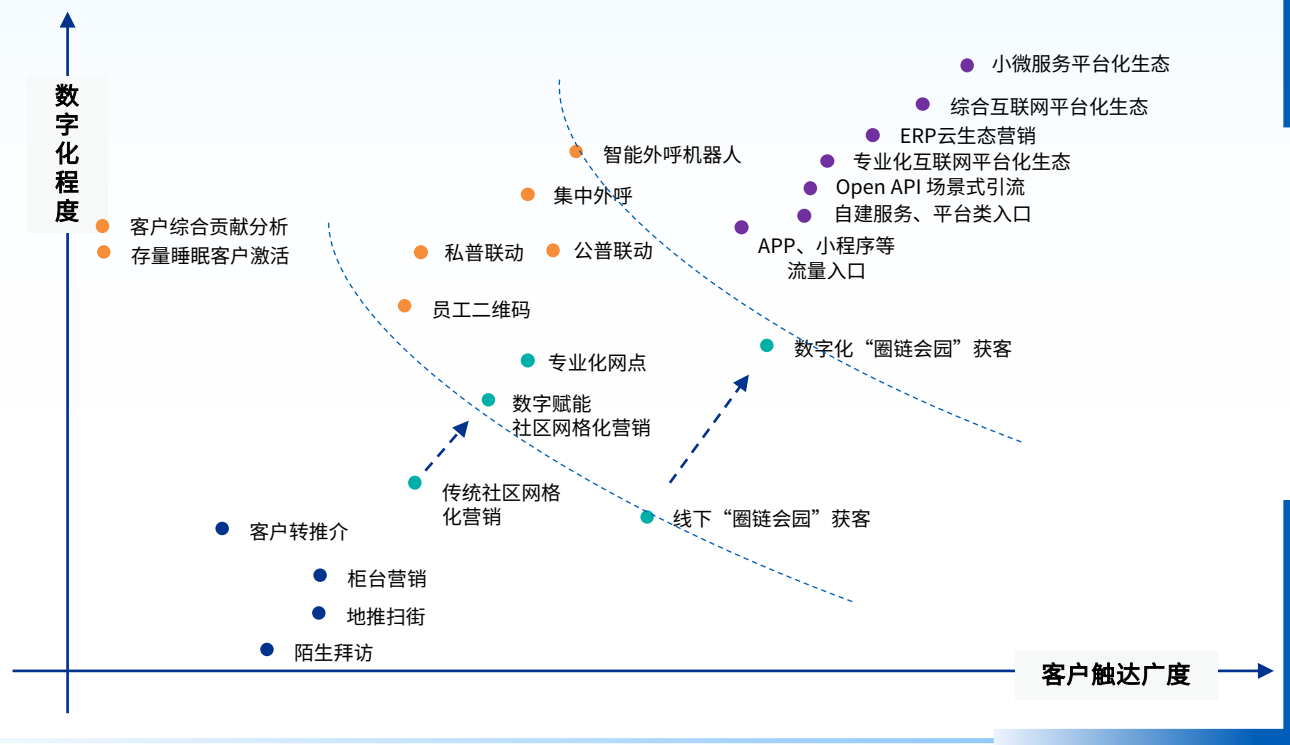 数字化程度
小微服务平台化生态
综合互联网平台化生态
ERP云生态营销
智能外呼机器人
专业化互联网平台化生态
集中外呼
Open API 场景式引流
自建服务、平台类入口
客户综合贡献分析
存量睡眠客户激活
私普联动
公普联动
APP、小程序等
流量入口
员工二维码
专业化网点
数字化“圈链会园”获客
数字赋能
社区网格化营销
传统社区网格
化营销
线下“圈链会园”获客
客户转推介
柜台营销
地推扫街
陌生拜访
客户触达广度